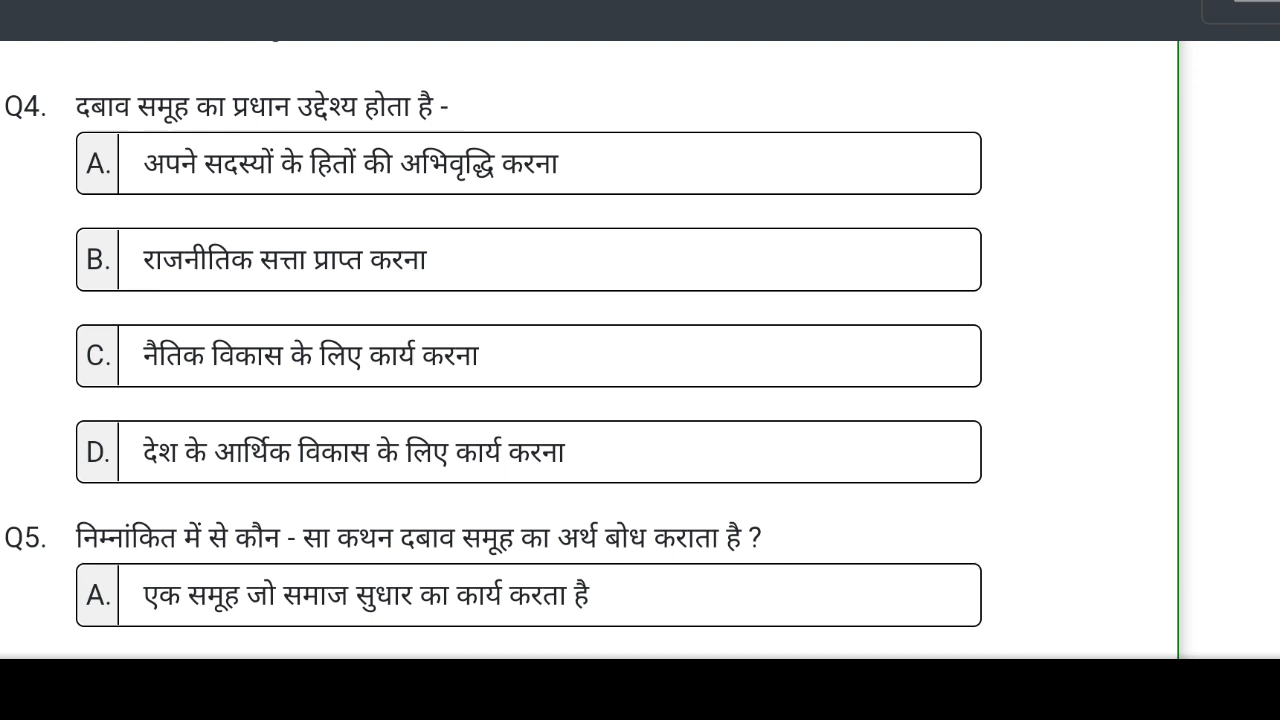 Q4. दबाव समूह का प्रधान उद्देश्य होता है -
A. अपने सदस्यों के हितों की अभिवृद्धि करना
B. राजनीतिक सत्ता प्राप्त करना
C. नैतिक विकास के लिए कार्य करना
D. देश के आर्थिक विकास के लिए कार्य करना
Q5. निम्नांकित में से कौन - सा कथन दबाव समूह का अर्थ बोध कराता है ?
A. एक समूह जो समाज सुधार का कार्य करता है